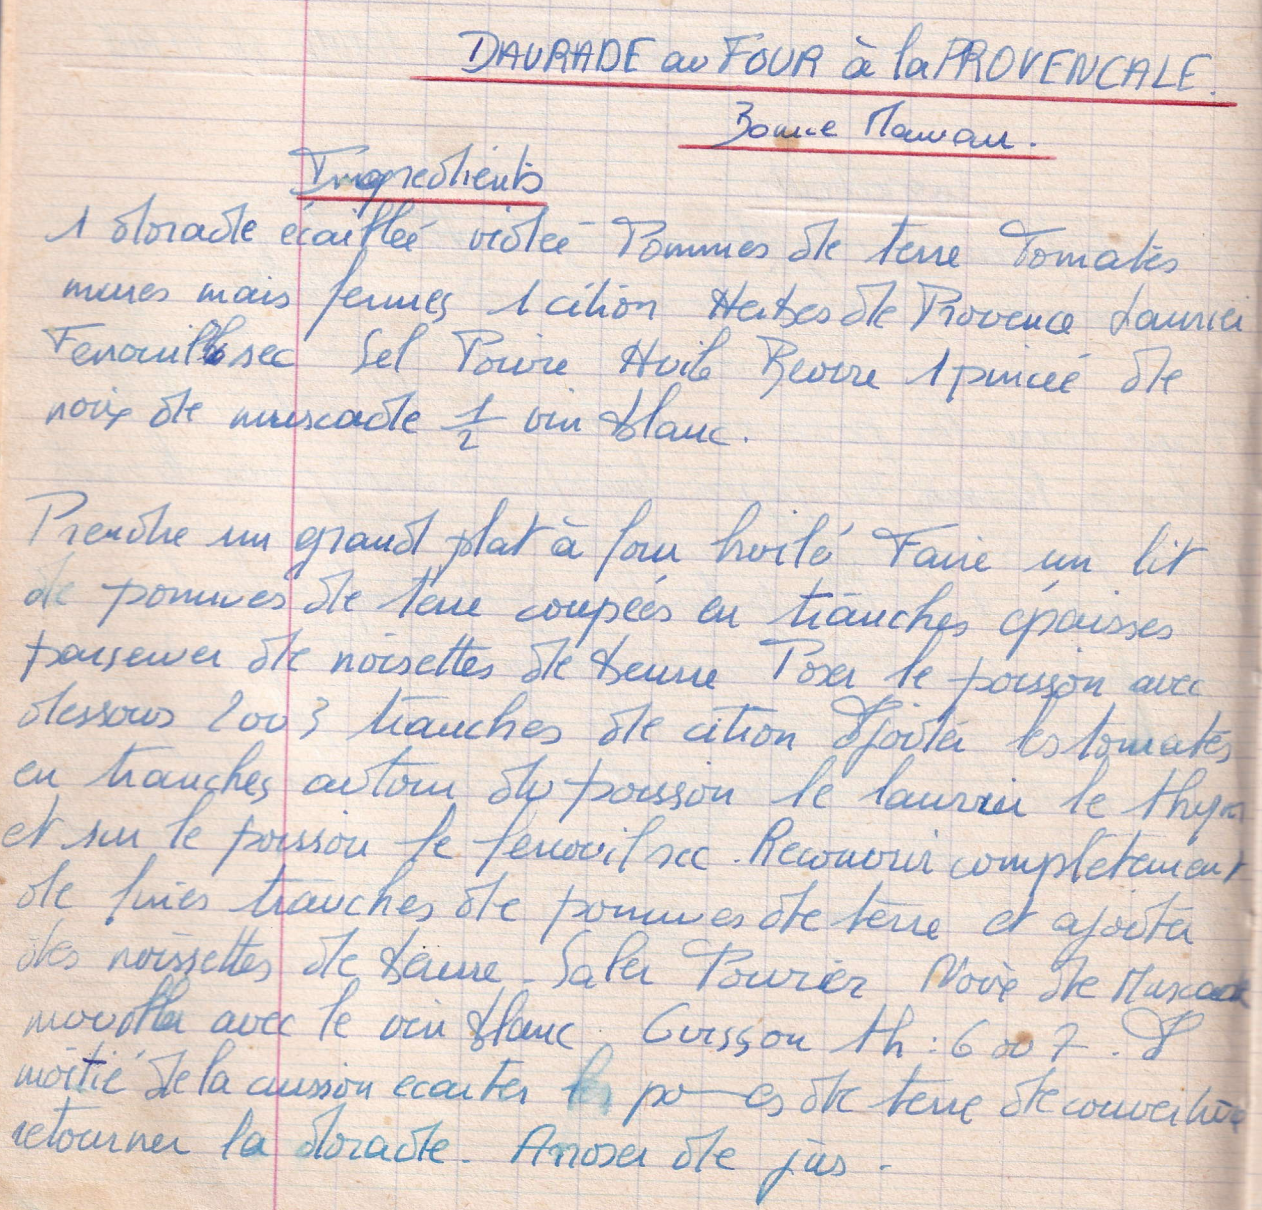 DAURADE au FOUR à la PROVENCALE.
Bonne Maman.
Ingredients
1 dorade écaillée vidée Pommes de terre Tomates
mures mais fermes 1 citron Herbes de Provence Laurier
Fenouil sec Sel Poivre Huile Beurre 1 pincée de
noix de muscade 1/2 vin blanc.
Prendre un grand plat à four huilé Faire un lit
de pommes de terre coupées en tranches épaisses
parsemer de noisettes de beurre Poser le poisson avec
dessous 2 ou 3 tranches de citron Ajouter les tomates
en tranches autour du poisson le laurier le thym
et sur le poisson le fenouil sec. Recouvrir complètement
de fines tranches de pommes de terre et ajouter
des noissettes de beurre. Saler Poivrer Noix de Muscade
mouiller avec le vin blanc. Cuisson th : 6 ou 7. A
moitié de la cuisson ecarter les pommes de terre de couverture
retourner la dorade. Arroser de jus.